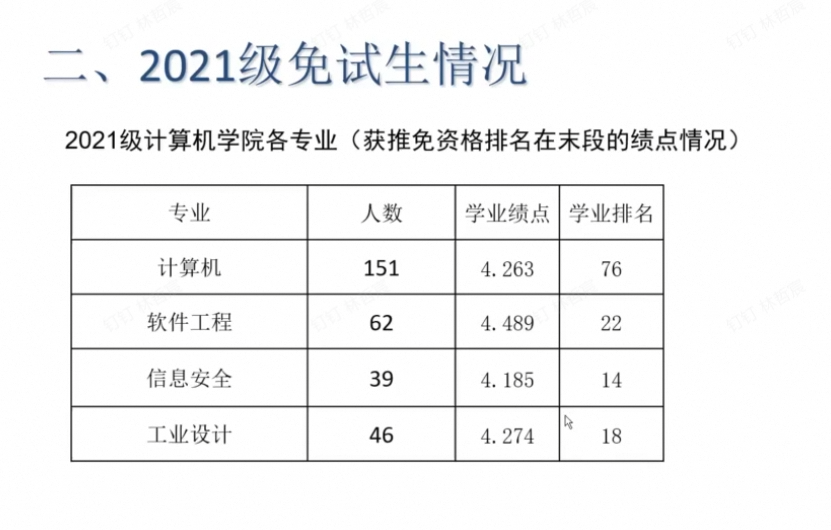 二、2021级免试生情况
2021级计算机学院各专业（获推免资格排名在末段的绩点情况）
专业 人数 学业绩点 学业排名
计算机 151 4.263 76
软件工程 62 4.489 22
信息安全 39 4.185 14
工业设计 46 4.274 18